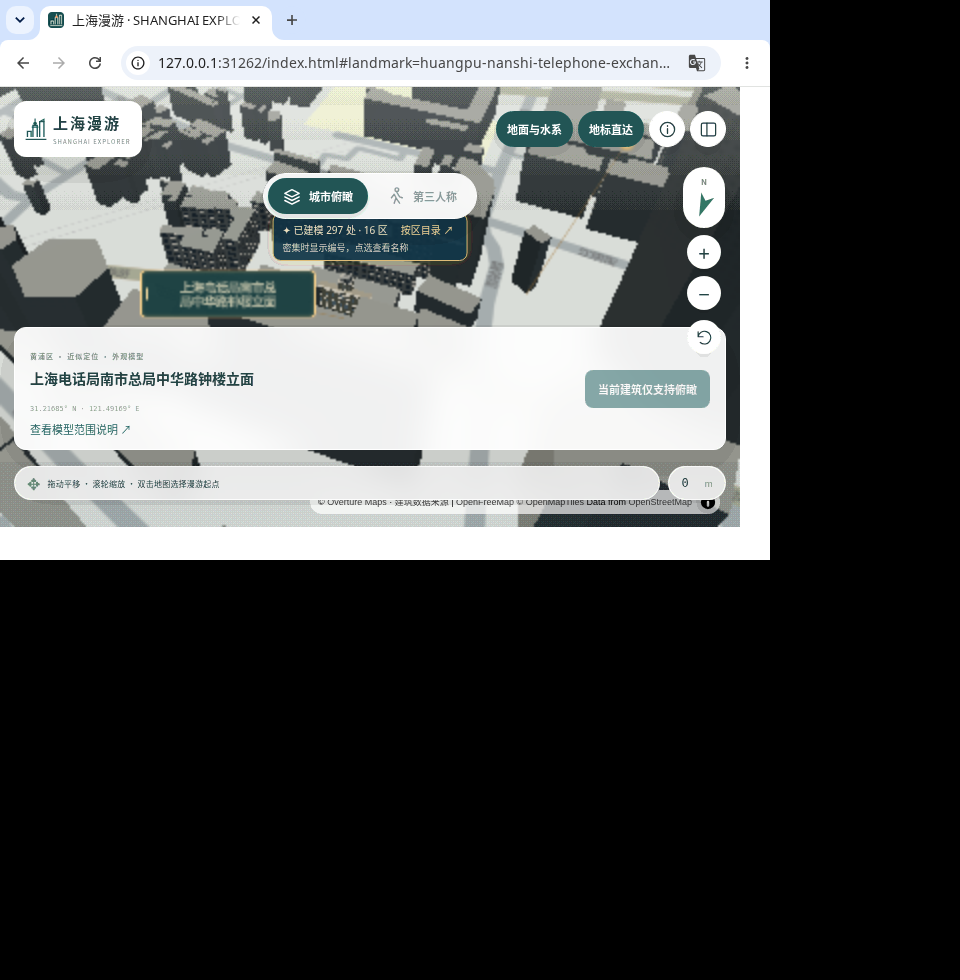 上海漫游 · SHANGHAI EXPLO
127.0.0.1:31262/index.html#landmark=huangpu-nanshi-telephone-exchan...
上海漫游
SHANGHAI EXPLORER
地面与水系
地标直达
N
城市俯瞰
第三人称
✦ 已建模 297 处 · 16 区 按区目录 ↗
密集时显示编号，点选查看名称
+
−
上海电话局南市总
局中华路钟楼立面
黄浦区 · 近似定位 · 外观模型
上海电话局南市总局中华路钟楼立面
当前建筑仅支持俯瞰
31.21685° N · 121.49169° E
查看模型范围说明 ↗
拖动平移 · 滚轮缩放 · 双击地图选择漫游起点
0 m
© Overture Maps · 建筑数据来源 | OpenFreeMap © OpenMapTiles Data from OpenStreetMap